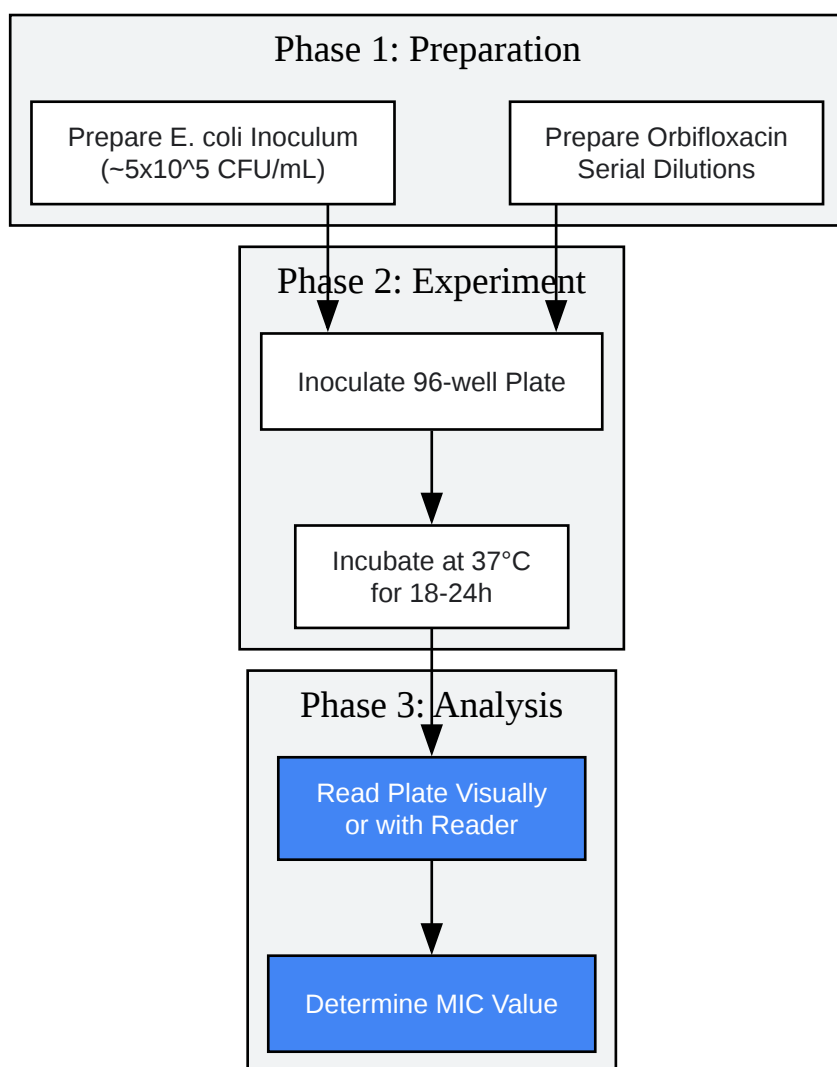 Phase 1: Preparation
Prepare E. coli Inoculum
(~5x10^5 CFU/mL)
Prepare Orbifloxacin
Serial Dilutions
Phase 2: Experiment
Inoculate 96-well Plate
Incubate at 37°C
for 18-24h
Phase 3: Analysis
Read Plate Visually
or with Reader
Determine MIC Value